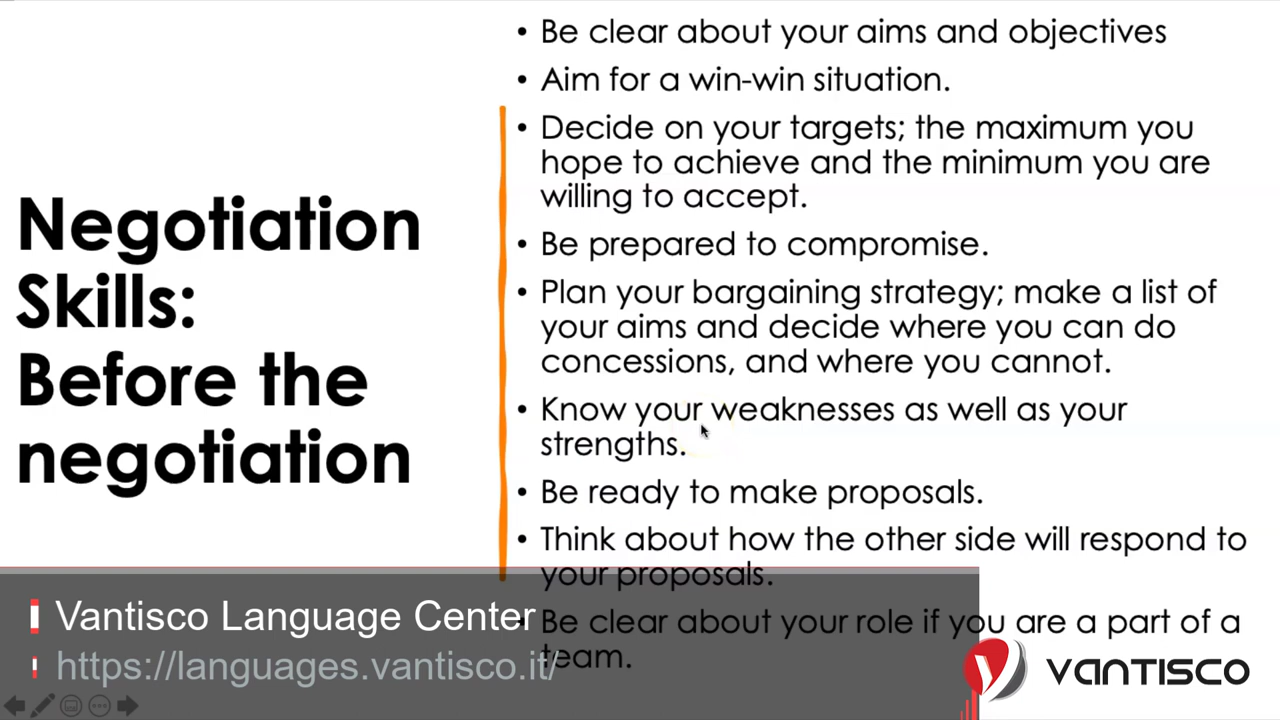 Negotiation
Skills:
Before the
negotiation
• Be clear about your aims and objectives
• Aim for a win-win situation.
• Decide on your targets; the maximum you
hope to achieve and the minimum you are
willing to accept.
• Be prepared to compromise.
• Plan your bargaining strategy; make a list of
your aims and decide where you can do
concessions, and where you cannot.
• Know your weaknesses as well as your
strengths.
• Be ready to make proposals.
• Think about how the other side will respond to
your proposals.
• Be clear about your role if you are a part of a
team.
Vantisco Language Center
https://languages.vantisco.it/
VANTISCO